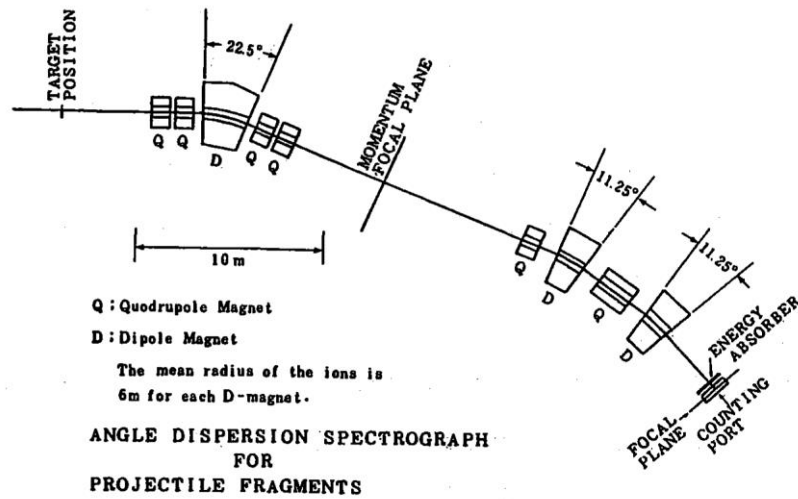 TARGET
POSITION
22.5°
Q
Q
D
Q
Q
MOMENTUM
FOCAL PLANE
10m
Q
11.25°
D
Q
11.25°
D
ENERGY
ABSORBER
FOCAL
PLANE
COUNTING
PORT
Q ; Quodrupole Magnet
D ; Dipole Magnet
The mean radius of the ions is
6m for each D-magnet.
ANGLE DISPERSION SPECTROGRAPH
FOR
PROJECTILE FRAGMENTS